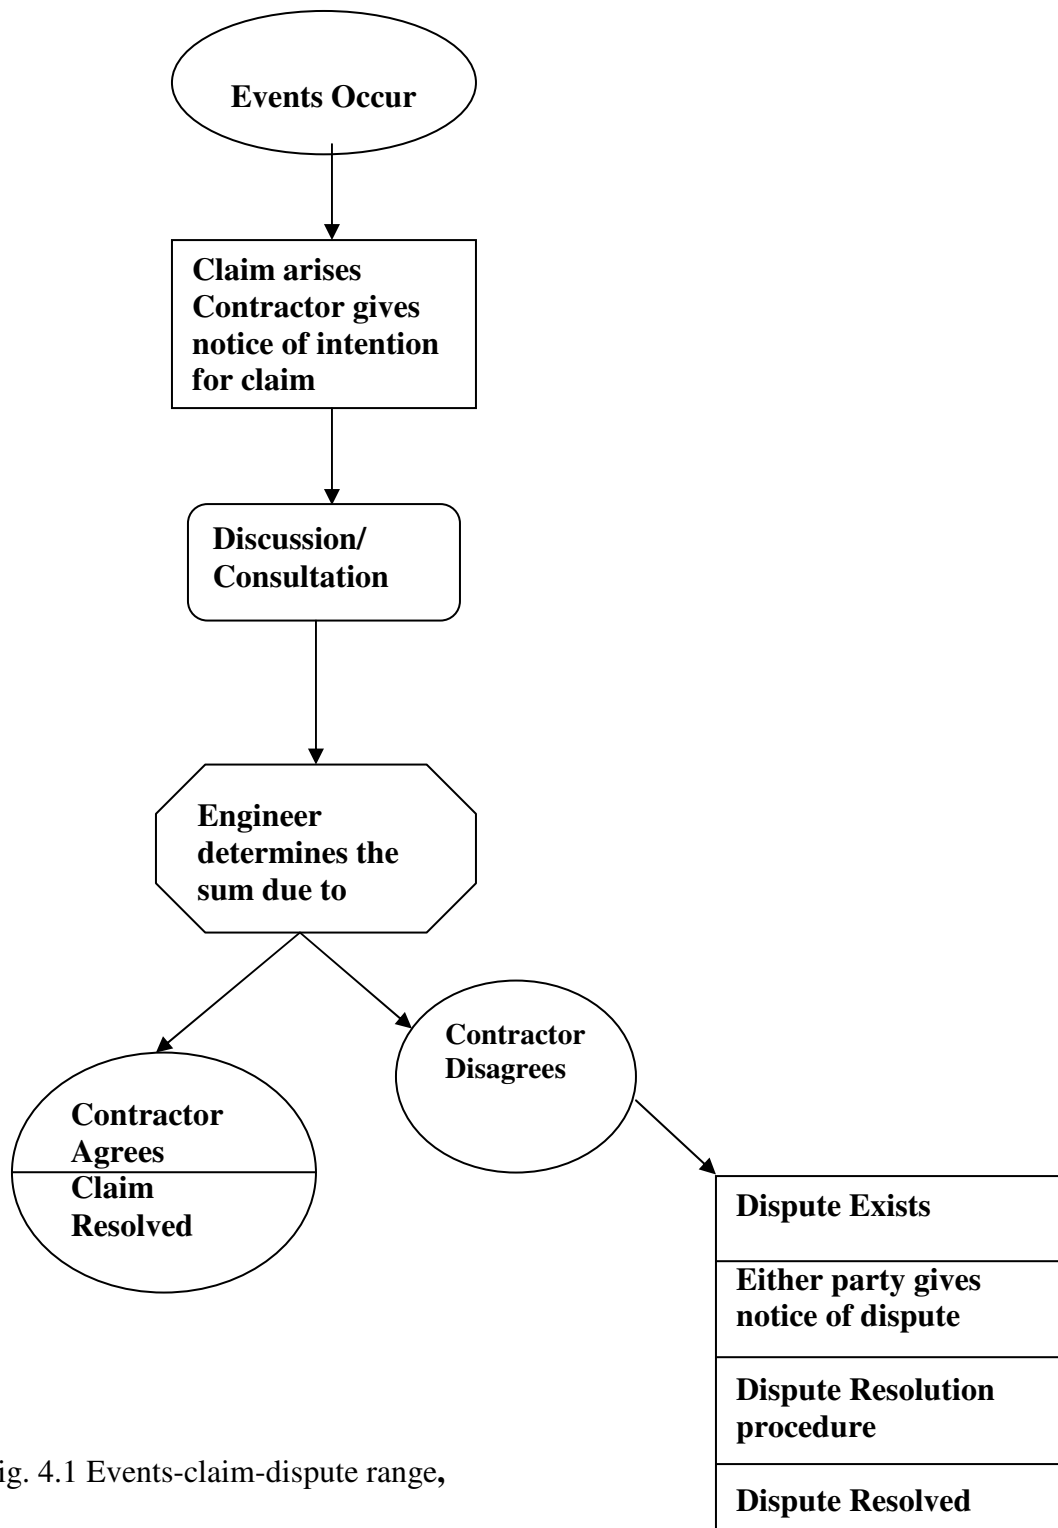 Events Occur
Claim arises
Contractor gives
notice of intention
for claim
Discussion/
Consultation
Engineer
determines the
sum due to
Contractor
Disagrees
Contractor
Agrees
Claim
Resolved
Dispute Exists
Either party gives
notice of dispute
Dispute Resolution
procedure
Dispute Resolved
ig. 4.1 Events-claim-dispute range,